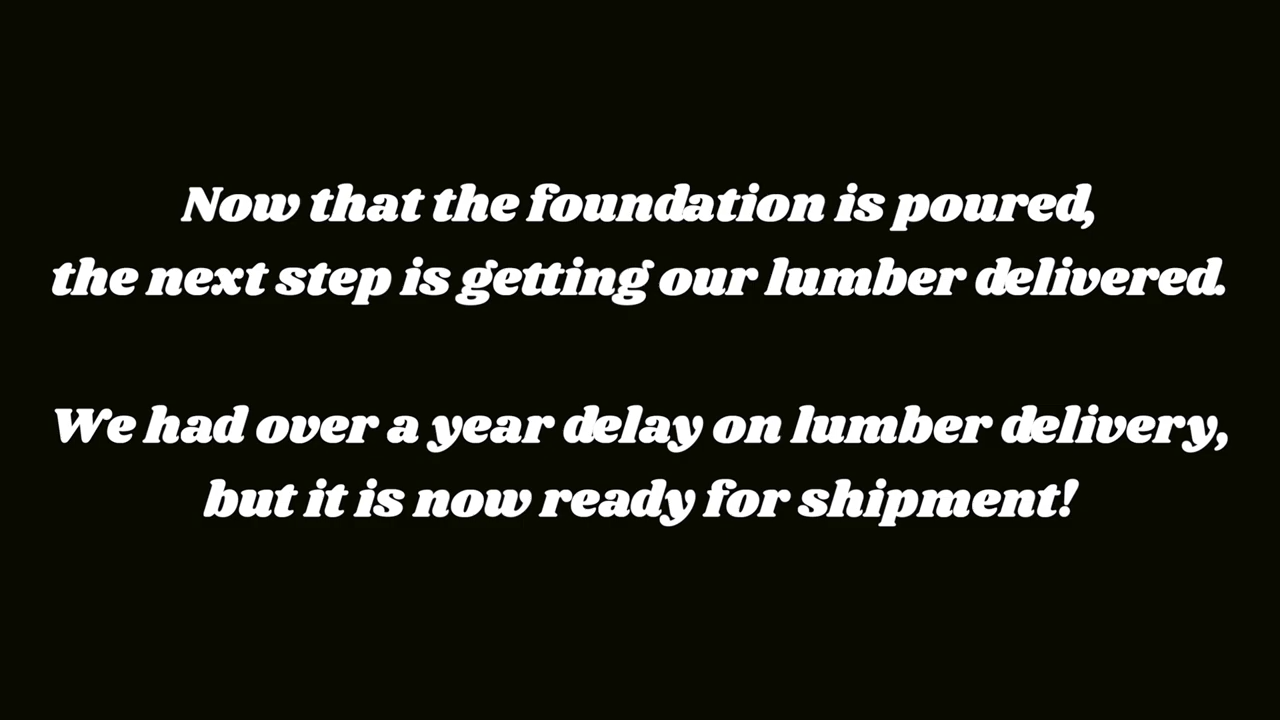 Now that the foundation is poured,
the next step is getting our lumber delivered.
We had over a year delay on lumber delivery,
but it is now ready for shipment!